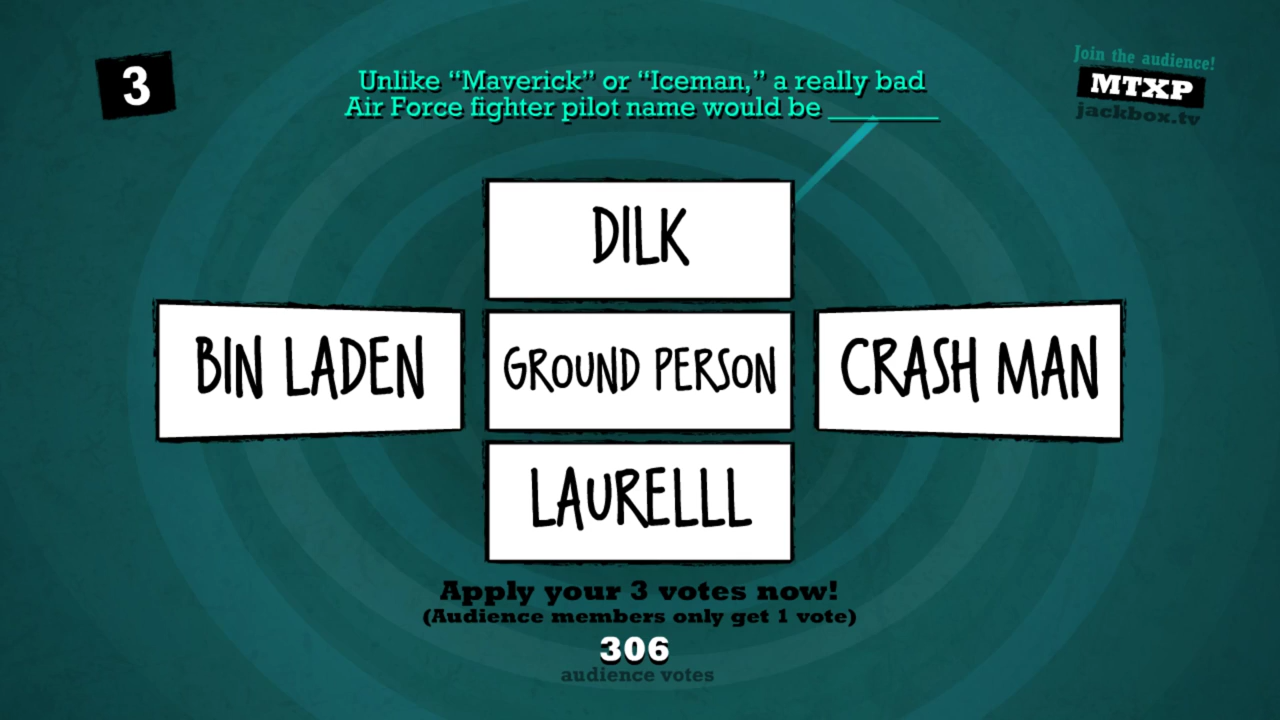 3
Unlike “Maverick” or “Iceman,” a really bad
Air Force fighter pilot name would be ________
Join the audience!
MTXP
jackbox.tv
DILK
BIN LADEN
GROUND PERSON
CRASH MAN
LAURELLL
Apply your 3 votes now!
(Audience members only get 1 vote)
306
audience votes